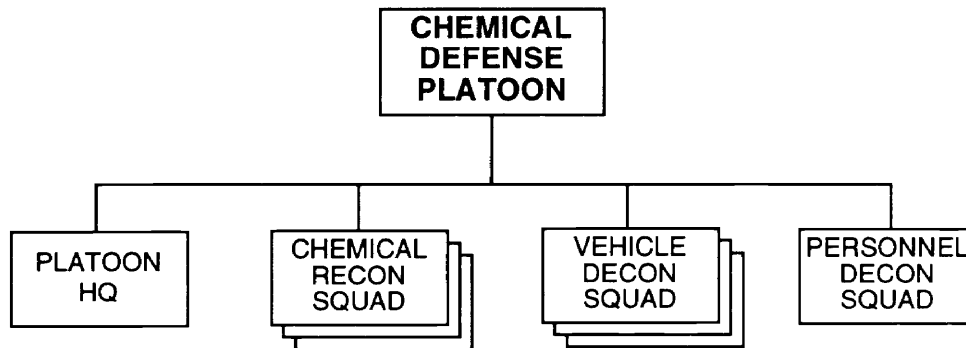 CHEMICAL
DEFENSE
PLATOON
PLATOON
HQ
CHEMICAL
RECON
SQUAD
VEHICLE
DECON
SQUAD
PERSONNEL
DECON
SQUAD